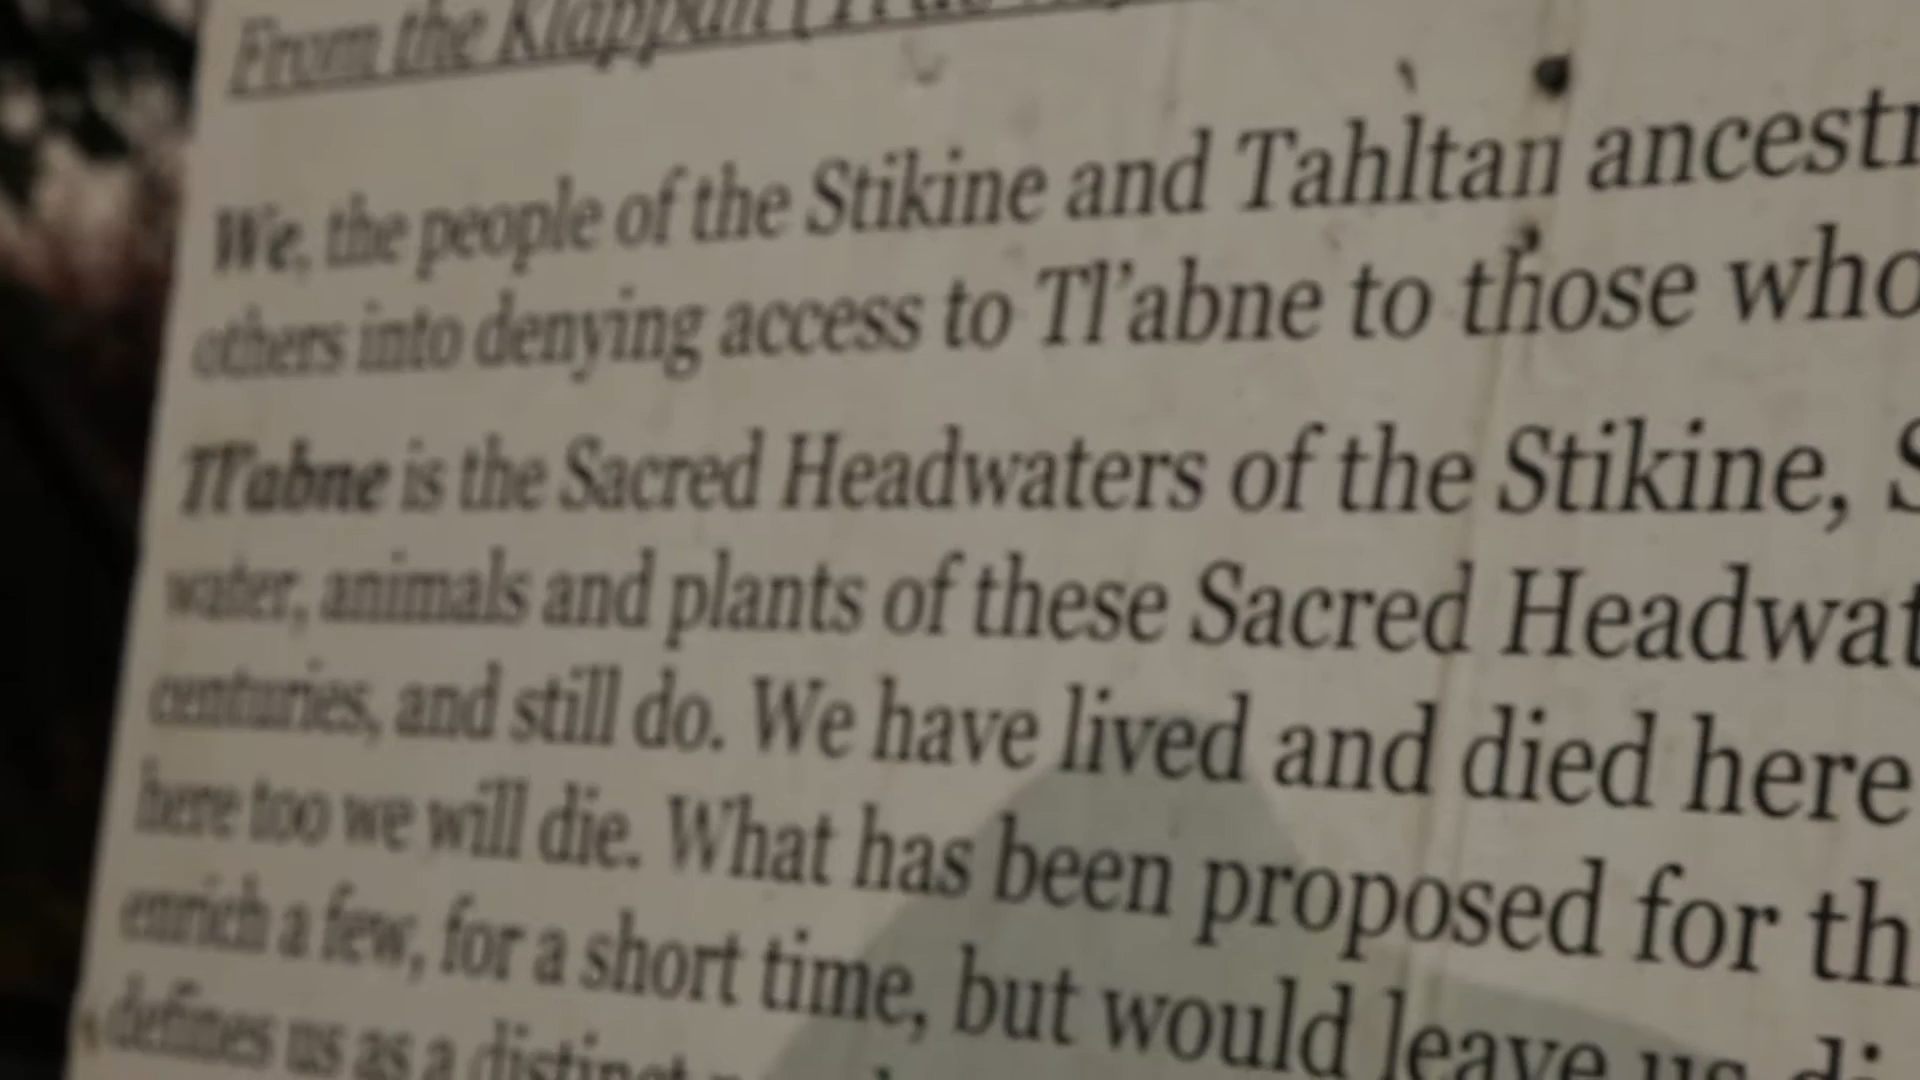 From the Klappan
We, the people of the Stikine and Tahltan ancestr
others into denying access to Tl'abne to those who
Tl'abne is the Sacred Headwaters of the Stikine, S
water, animals and plants of these Sacred Headwat
centuries, and still do. We have lived and died here
here too we will die. What has been proposed for th
enrich a few, for a short time, but would leave us di
defines us as a distinct